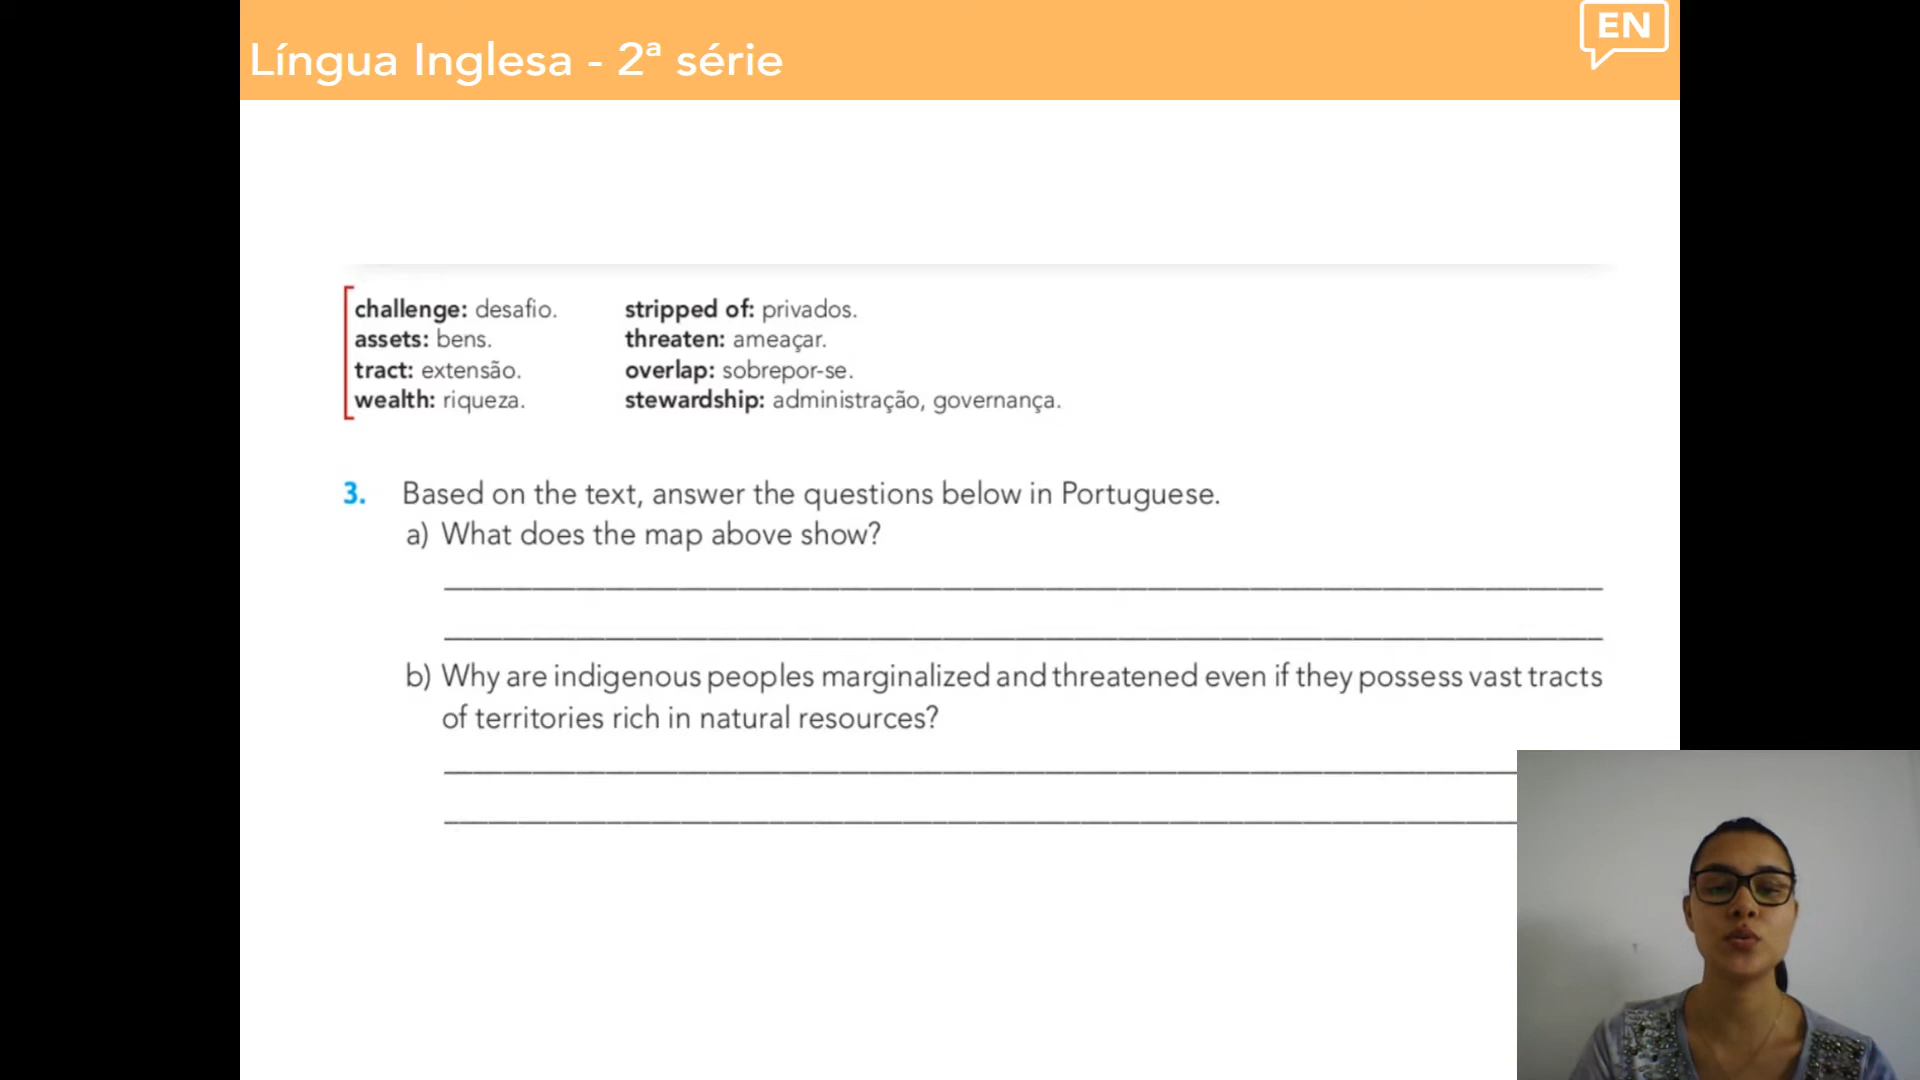 EN
Língua Inglesa - 2ª série
challenge: desafio.
assets: bens.
tract: extensão.
wealth: riqueza.
stripped of: privados.
threaten: ameaçar.
overlap: sobrepor-se.
stewardship: administração, governança.
3. Based on the text, answer the questions below in Portuguese.
a) What does the map above show?
b) Why are indigenous peoples marginalized and threatened even if they possess vast tracts
of territories rich in natural resources?